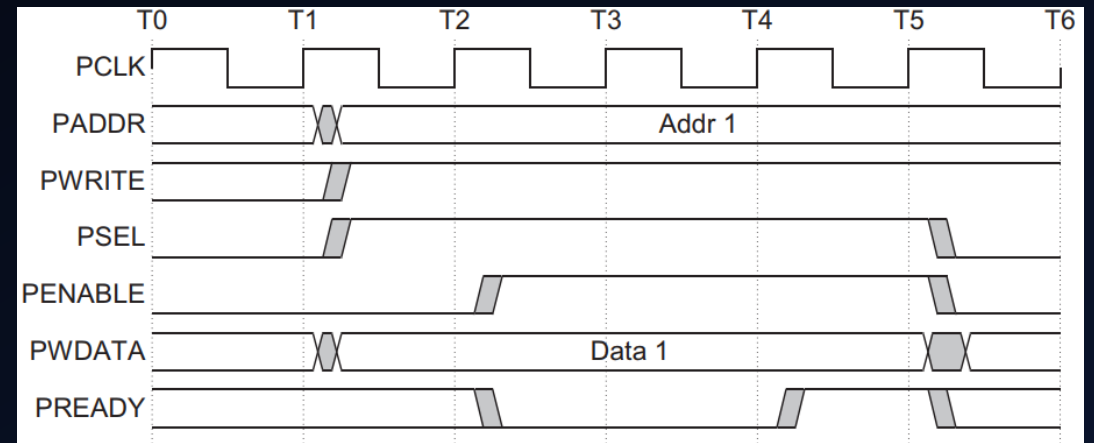 T0 T1 T2 T3 T4 T5 T6
PCLK
PADDR Addr 1
PWRITE
PSEL
PENABLE
PWDATA Data 1
PREADY